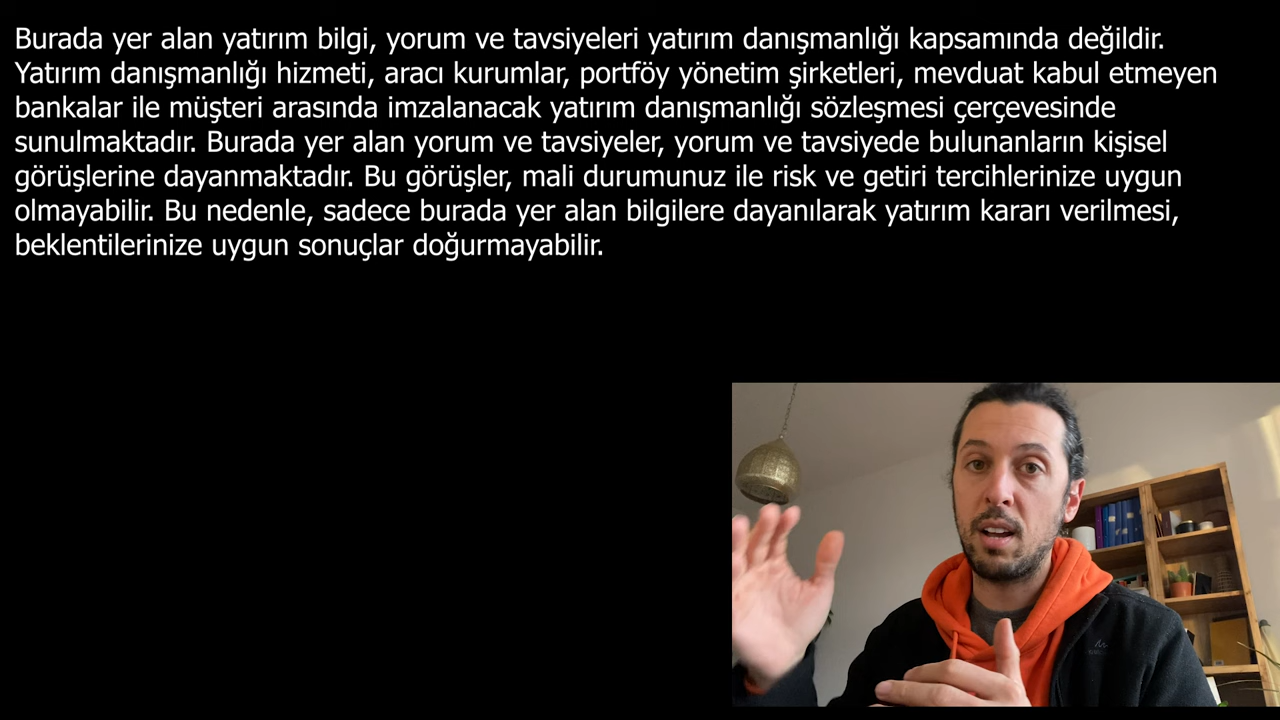 Burada yer alan yatırım bilgi, yorum ve tavsiyeleri yatırım danışmanlığı kapsamında değildir.
Yatırım danışmanlığı hizmeti, aracı kurumlar, portföy yönetim şirketleri, mevduat kabul etmeyen
bankalar ile müşteri arasında imzalanacak yatırım danışmanlığı sözleşmesi çerçevesinde
sunulmaktadır. Burada yer alan yorum ve tavsiyeler, yorum ve tavsiyede bulunanların kişisel
görüşlerine dayanmaktadır. Bu görüşler, mali durumunuz ile risk ve getiri tercihlerinize uygun
olmayabilir. Bu nedenle, sadece burada yer alan bilgilere dayanılarak yatırım kararı verilmesi,
beklentilerinize uygun sonuçlar doğurmayabilir.